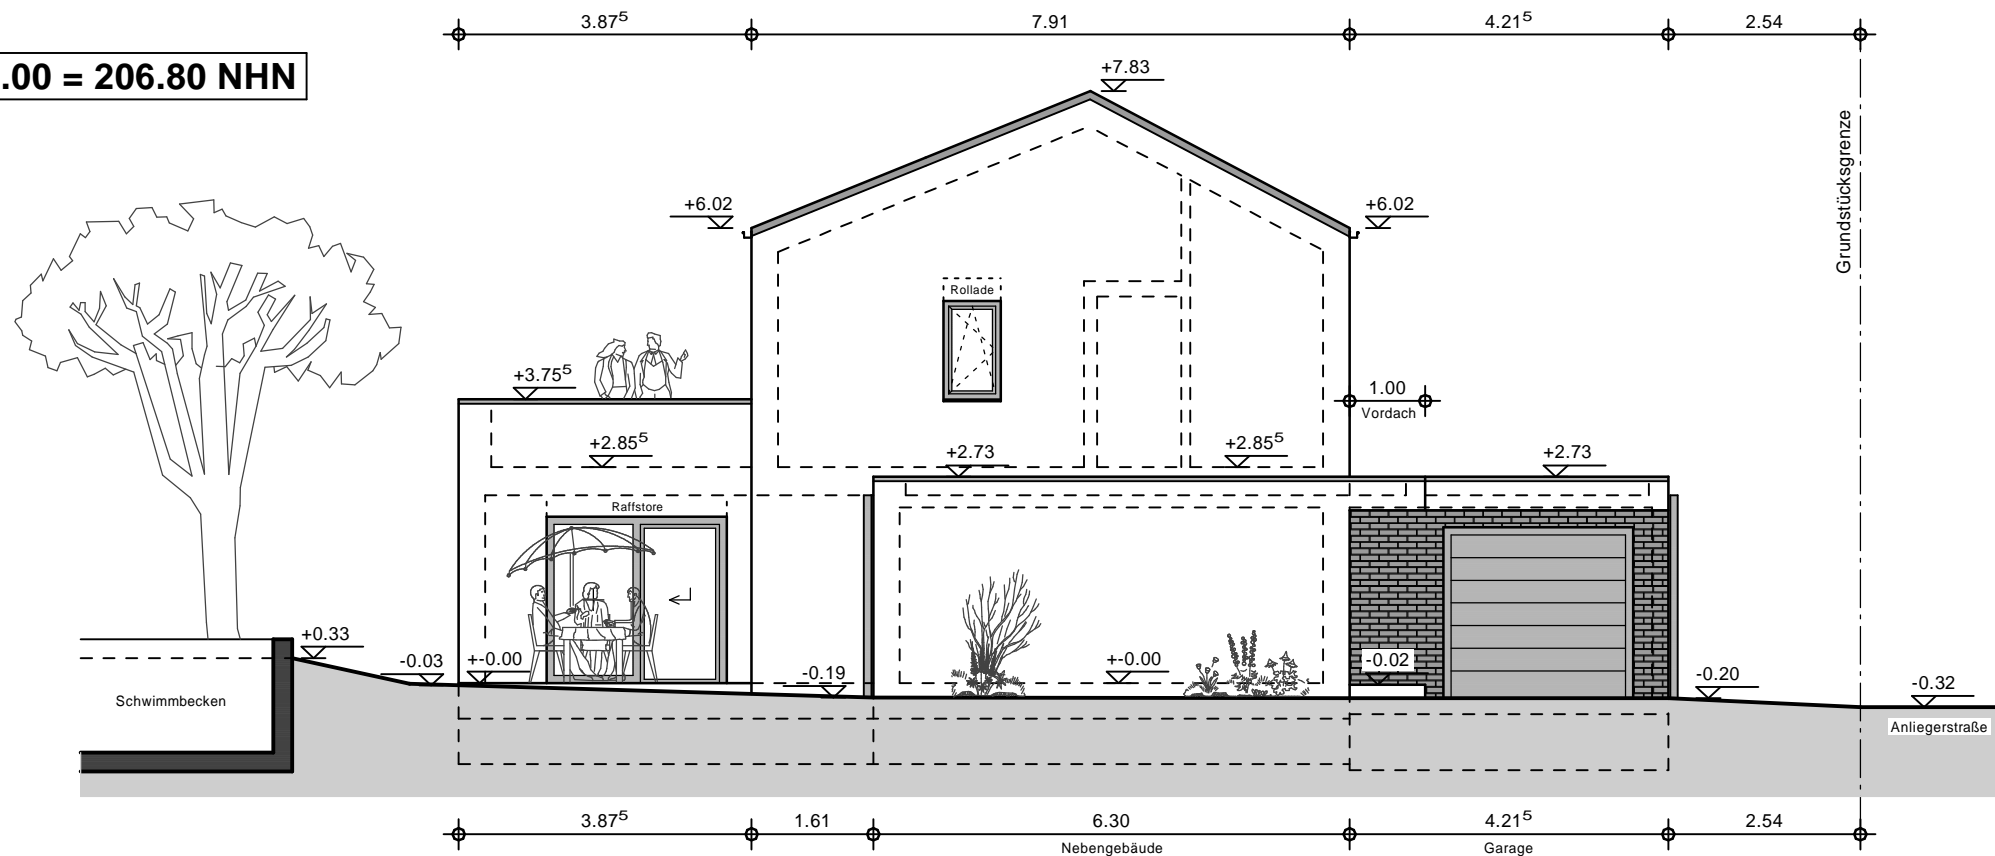 3.87⁵ 7.91 4.21⁵ 2.54
.00 = 206.80 NHN
+7.83
Grundstücksgrenze
+6.02 +6.02
Rollade
+3.75⁵
1.00
Vordach
+2.85⁵ +2.73 +2.85⁵ +2.73
Raffstore
+0.33
-0.03 +-0.00 -0.19 +-0.00 -0.02 -0.20 -0.32
Schwimmbecken
Anliegerstraße
3.87⁵ 1.61 6.30 4.21⁵ 2.54
Nebengebäude Garage